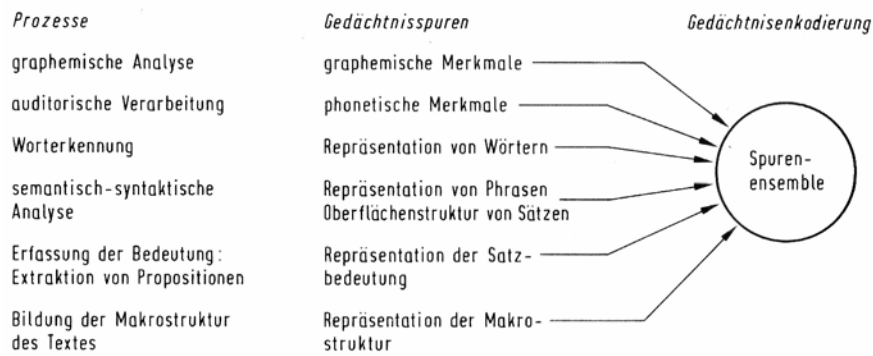 Prozesse Gedächtnisspuren Gedächtnisenkodierung
graphemische Analyse graphemische Merkmale
auditorische Verarbeitung phonetische Merkmale
Worterkennung Repräsentation von Wörtern
Spuren-
ensemble
semantisch-syntaktische Repräsentation von Phrasen
Analyse Oberflächenstruktur von Sätzen
Erfassung der Bedeutung: Repräsentation der Satz-
Extraktion von Propositionen bedeutung
Bildung der Makrostruktur Repräsentation der Makro-
des Textes struktur